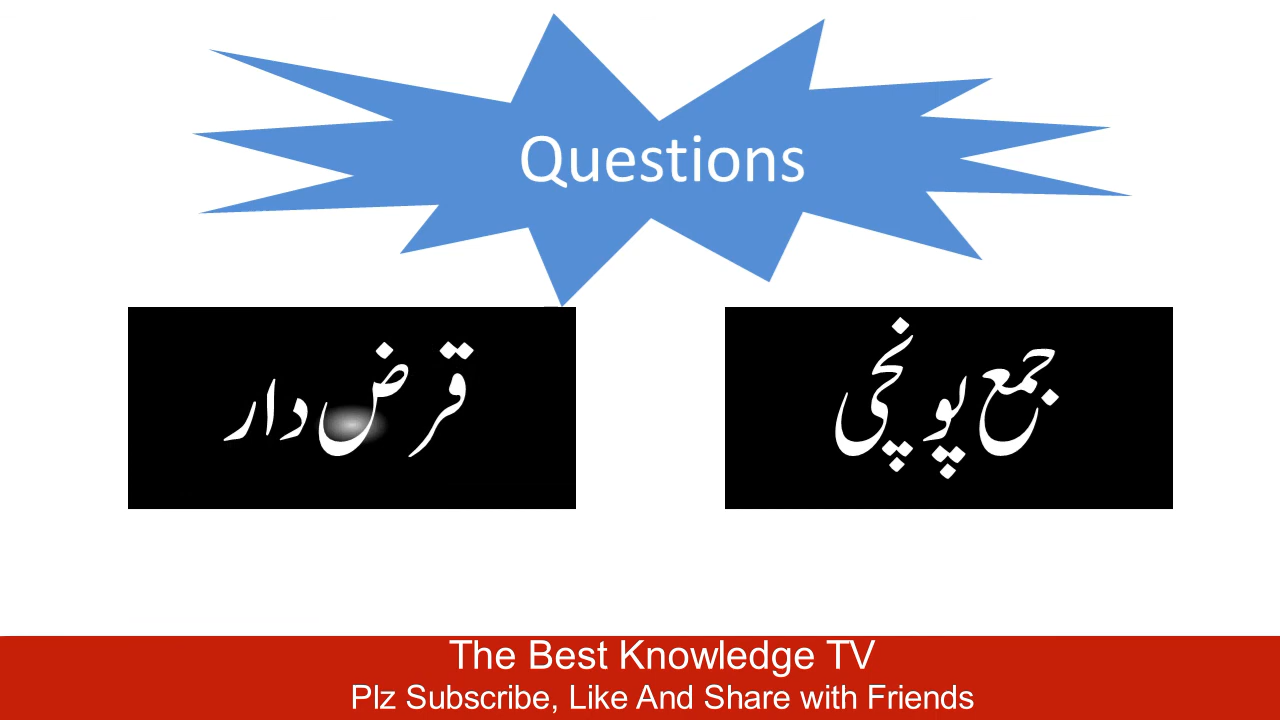 Questions
جمع پونجی
قرض دار
The Best Knowledge TV
Plz Subscribe, Like And Share with Friends